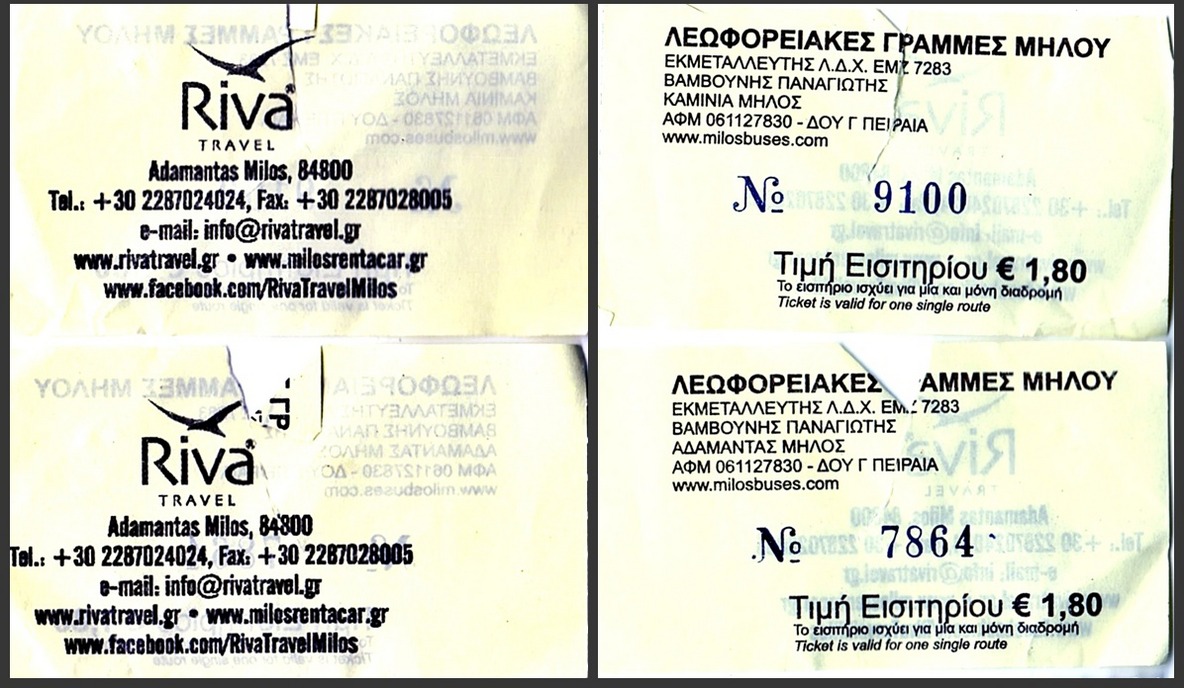 Riva
TRAVEL
Adamantas Milos, 84800
Tel.: +30 2287024024, Fax: +30 2287028005
e-mail: info@rivatravel.gr
www.rivatravel.gr • www.milosrentacar.gr
www.facebook.com/RivaTravelMilos
ΛΕΩΦΟΡΕΙΑΚΕΣ ΓΡΑΜΜΕΣ ΜΗΛΟΥ
ΕΚΜΕΤΑΛΛΕΥΤΗΣ Λ.Δ.Χ. ΕΜΖ 7283
ΒΑΜΒΟΥΝΗΣ ΠΑΝΑΓΙΩΤΗΣ
ΚΑΜΙΝΙΑ ΜΗΛΟΣ
ΑΦΜ 061127830 - ΔΟΥ Γ ΠΕΙΡΑΙΑ
www.milosbuses.com
№ 9100
Τιμή Εισιτηρίου € 1,80
Το εισιτήριο ισχύει για μία και μόνη διαδρομή
Ticket is valid for one single route
Riva
TRAVEL
Adamantas Milos, 84800
Tel.: +30 2287024024, Fax: +30 2287028005
e-mail: info@rivatravel.gr
www.rivatravel.gr • www.milosrentacar.gr
www.facebook.com/RivaTravelMilos
ΛΕΩΦΟΡΕΙΑΚΕΣ ΑΜΜΕΣ ΜΗΛΟΥ
ΕΚΜΕΤΑΛΛΕΥΤΗΣ Λ.Δ.Χ. 7283
ΒΑΜΒΟΥΝΗΣ ΠΑΝΑΓΙΩΤΗΣ
ΑΔΑΜΑΝΤΑΣ ΜΗΛΟΣ
ΑΦΜ 061127830 - ΔΟΥ Γ ΠΕΙΡΑΙΑ
www.milosbuses.com
№ 7864
Τιμή Εισιτηρίου € 1,80
Το εισιτήριο ισχύει για μία και μόνη διαδρομή
Ticket is valid for one single route